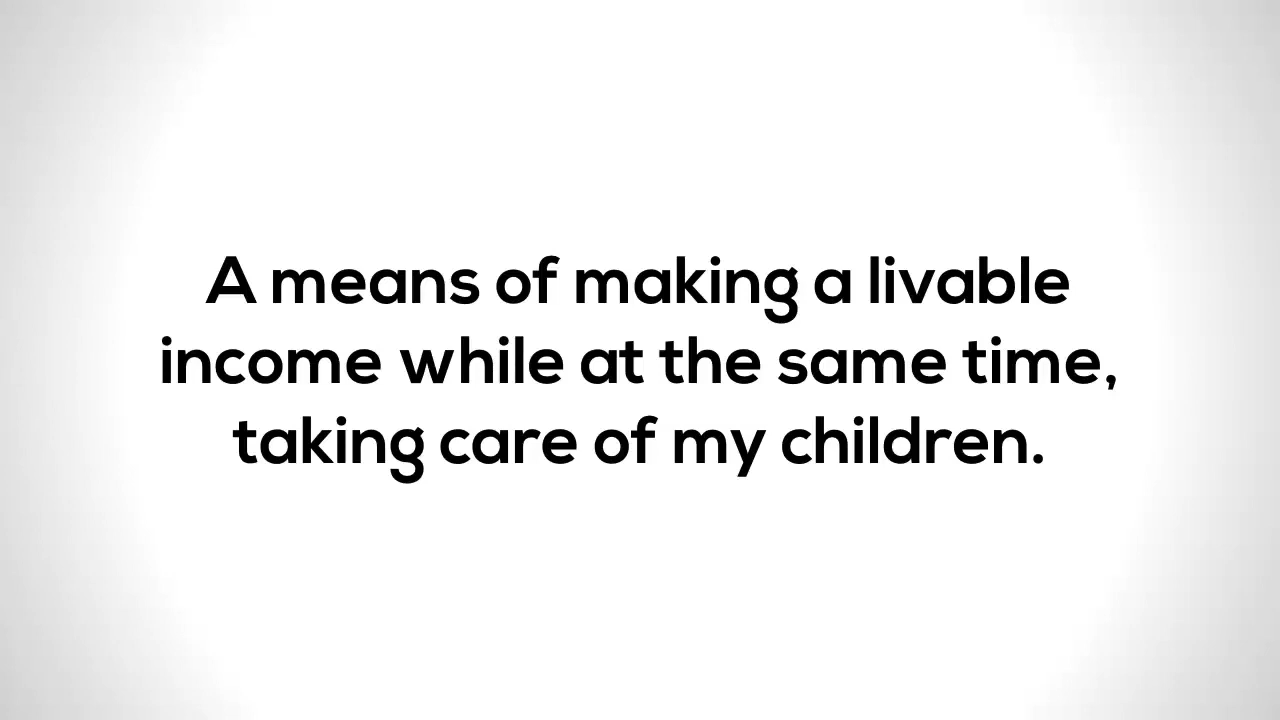 A means of making a livable
income while at the same time,
taking care of my children.